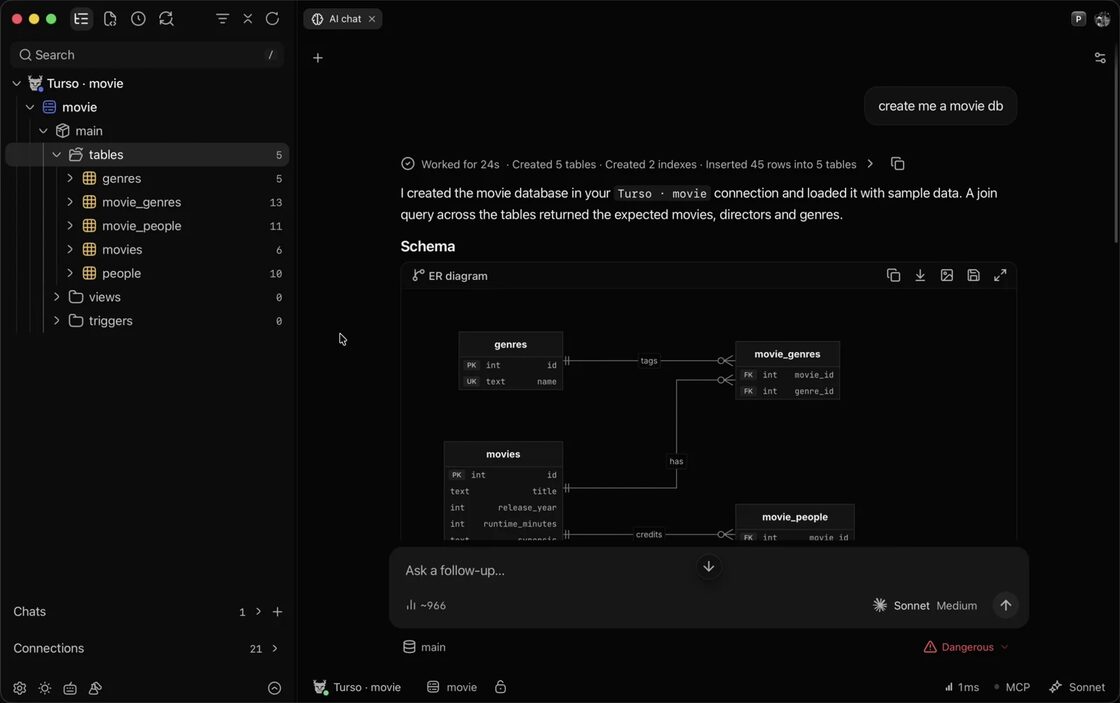 AI chat
P
Search /
Turso · movie
create me a movie db
movie
main
tables 5
Worked for 24s · Created 5 tables · Created 2 indexes · Inserted 45 rows into 5 tables
genres 5
I created the movie database in your Turso · movie connection and loaded it with sample data. A join
movie_genres 13
query across the tables returned the expected movies, directors and genres.
movie_people 11
movies 6
Schema
people 10
ER diagram
views 0
triggers 0
genres
PK int id
UK text name
tags
movie_genres
FK int movie_id
FK int genre_id
has
movies
PK int id
text title
int release_year
int runtime_minutes
text synopsis
credits
movie_people
FK int movie_id
Ask a follow-up...
~966
Sonnet Medium
Chats 1
main
Dangerous
Connections 21
Turso · movie
movie
1ms
MCP
Sonnet